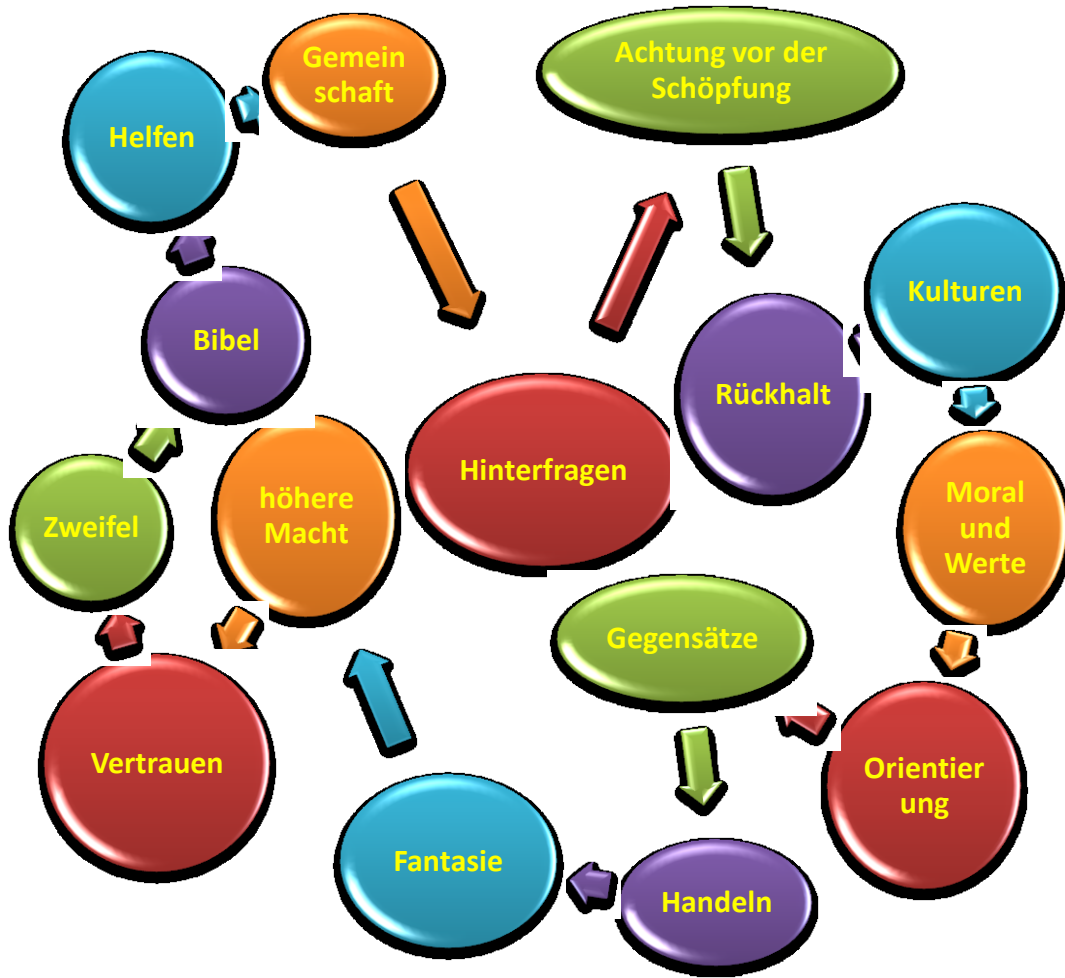 Gemein
schaft
Achtung vor der
Schöpfung
Helfen
Kulturen
Bibel
Rückhalt
Hinterfragen
höhere
Macht
Zweifel
Moral
und
Werte
Gegensätze
Vertrauen
Orientier
ung
Fantasie
Handeln